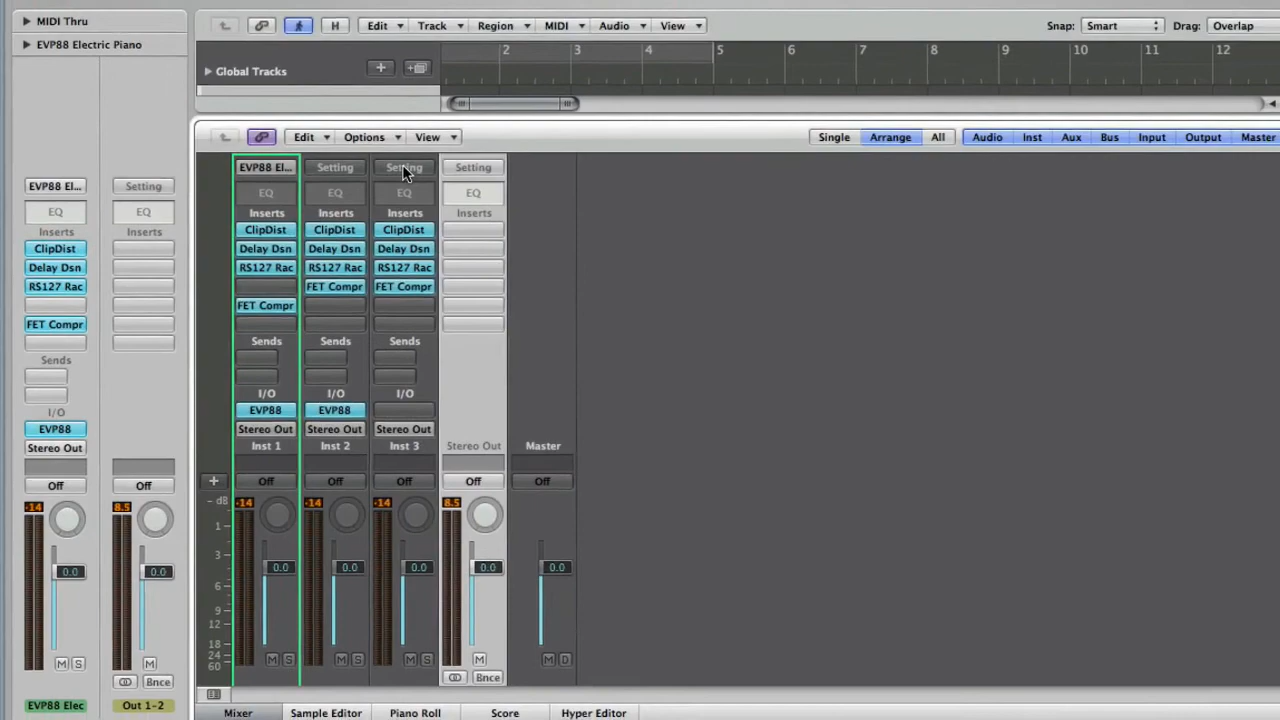 MIDI Thru
EVP88 Electric Piano
EVP88 El... Setting
EQ EQ
Inserts Inserts
ClipDist
Delay Dsn
RS127 Rac
FET Compr
Sends
I/O
EVP88
Stereo Out
Off Off
-14 8.5
0.0 0.0
M S M
Bnce
EVP88 Elec Out 1-2
H Edit Track Region MIDI Audio View Snap: Smart Drag: Overlap
Global Tracks
2 3 4 5 6 7 8 9 10 11 12
Edit Options View Single Arrange All Audio Inst Aux Bus Input Output Master
EVP88 El... Setting Setting Setting
EQ EQ EQ EQ
Inserts Inserts Inserts Inserts
ClipDist ClipDist ClipDist
Delay Dsn Delay Dsn Delay Dsn
RS127 Rac RS127 Rac RS127 Rac
FET Compr FET Compr
FET Compr
Sends Sends Sends
I/O I/O I/O
EVP88 EVP88
Stereo Out Stereo Out Stereo Out
Inst 1 Inst 2 Inst 3 Stereo Out Master
Off Off Off Off Off
- dB -14 -14 -14 8.5
1
3
0.0 0.0 0.0 0.0 0.0
6
9
12
18
24
60
M S M S M S M M D
Bnce
Mixer Sample Editor Piano Roll Score Hyper Editor